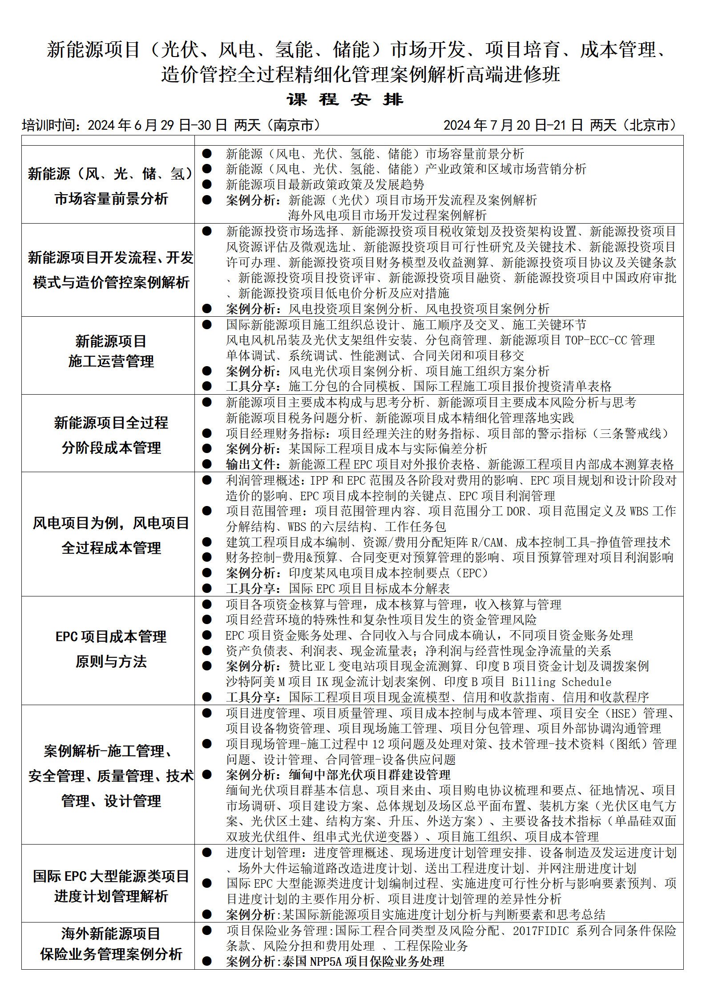 新能源项目（光伏、风电、氢能、储能）市场开发、项目培育、成本管理、
造价管控全过程精细化管理案例解析高端进修班
课 程 安 排
培训时间：2024年6月29日-30日 两天（南京市） 2024年7月20日-21日 两天（北京市）
新能源（风、光、储、氢）
市场容量前景分析
● 新能源（风电、光伏、氢能、储能）市场容量前景分析
● 新能源（风电、光伏、氢能、储能）产业政策和区域市场营销分析
● 新能源项目最新政策政策及发展趋势
● 案例分析：新能源（光伏）项目市场开发流程及案例解析
海外风电项目市场开发过程案例解析
新能源项目开发流程、开发
模式与造价管控案例解析
● 新能源投资市场选择、新能源投资项目税收策划及投资架构设置、新能源投资项目
风资源评估及微观选址、新能源投资项目可行性研究及关键技术、新能源投资项目
许可办理、新能源投资项目财务模型及收益测算、新能源投资项目协议及关键条款
、新能源投资项目投资评审、新能源投资项目融资、新能源投资项目中国政府审批
、新能源投资项目低电价分析及应对措施
● 案例分析：风电投资项目案例分析、风电投资项目案例分析
新能源项目
施工运营管理
● 国际新能源项目施工组织总设计、施工顺序及交叉、施工关键环节
风电风机吊装及光伏支架组件安装、分包商管理、新能源项目TOP-ECC-CC管理
单体调试、系统调试、性能测试、合同关闭和项目移交
● 案例分析：风电光伏项目案例分析、项目施工组织方案分析
● 工具分享：施工分包的合同模板、国际工程施工项目报价搜资清单表格
新能源项目全过程
分阶段成本管理
● 新能源项目主要成本构成与思考分析、新能源项目主要成本风险分析与思考
新能源项目税务问题分析、新能源项目成本精细化管理落地实践
● 项目经理财务指标：项目经理关注的财务指标、项目部的警示指标（三条警戒线）
● 案例分析：某国际工程项目成本与实际偏差分析
● 输出文件：新能源工程EPC项目对外报价表格、新能源工程项目内部成本测算表格
风电项目为例，风电项目
全过程成本管理
● 利润管理概述：IPP和EPC范围及各阶段对费用的影响、EPC项目规划和设计阶段对
造价的影响、EPC项目成本控制的关键点、EPC项目利润管理
● 项目范围管理：项目范围管理内容、项目范围分工DOR、项目范围定义及WBS工作
分解结构、WBS的六层结构、工作任务包
● 建筑工程项目成本编制、资源/费用分配矩阵R/CAM、成本控制工具-挣值管理技术
● 财务控制-费用&预算、合同变更对预算管理的影响、项目预算管理对项目利润影响
● 案例分析：印度某风电项目成本控制要点（EPC）
● 工具分享：国际EPC项目目标成本分解表
EPC项目成本管理
原则与方法
● 项目各项资金核算与管理，成本核算与管理，收入核算与管理
● 项目经营环境的特殊性和复杂性项目发生的资金管理风险
● EPC项目资金账务处理、合同收入与合同成本确认，不同项目资金账务处理
● 资产负债表、利润表、现金流量表；净利润与经营性现金净流量的关系
● 案例分析：赞比亚L变电站项目现金流测算、印度B项目资金计划及调拨案例
沙特阿美M项目IK现金流计划表案例、印度B项目 Billing Schedule
● 工具分享：国际工程项目项目现金流模型、信用和收款指南、信用和收款程序
案例解析-施工管理、
安全管理、质量管理、技术
管理、设计管理
● 项目进度管理、项目质量管理、项目成本控制与成本管理、项目安全（HSE）管理、
项目设备物资管理、项目现场施工管理、项目分包管理、项目外部协调沟通管理
● 项目现场管理-施工过程中12项问题及处理对策、技术管理-技术资料（图纸）管理
问题、设计管理、合同管理-设备供应问题
● 案例分析：缅甸中部光伏项目群建设管理
缅甸光伏项目群基本信息、项目来由、项目购电协议梳理和要点、征地情况、项目
市场调研、项目建设方案、总体规划及场区总平面布置、装机方案（光伏区电气方
案、光伏区土建、结构方案、升压、外送方案）、主要设备技术指标（单晶硅双面
双玻光伏组件、组串式光伏逆变器）、项目施工组织、项目成本管理
国际EPC大型能源类项目
进度计划管理解析
● 进度计划管理：进度管理概述、现场进度计划管理安排、设备制造及发运进度计划
、场外大件运输道路改造进度计划、送出工程进度计划、并网注册进度计划
● 国际EPC大型能源类进度计划编制过程、实施进度可行性分析与影响要素预判、项
目进度计划的主要作用分析、项目进度计划管理的差异性分析
● 案例分析:某国际新能源项目实施进度计划分析与判断要素和思考总结
海外新能源项目
保险业务管理案例分析
● 项目保险业务管理:国际工程合同类型及风险分配、2017FIDIC 系列合同条件保险
条款、风险分担和费用处理 、工程保险业务
● 案例分析:泰国NPP5A项目保险业务处理